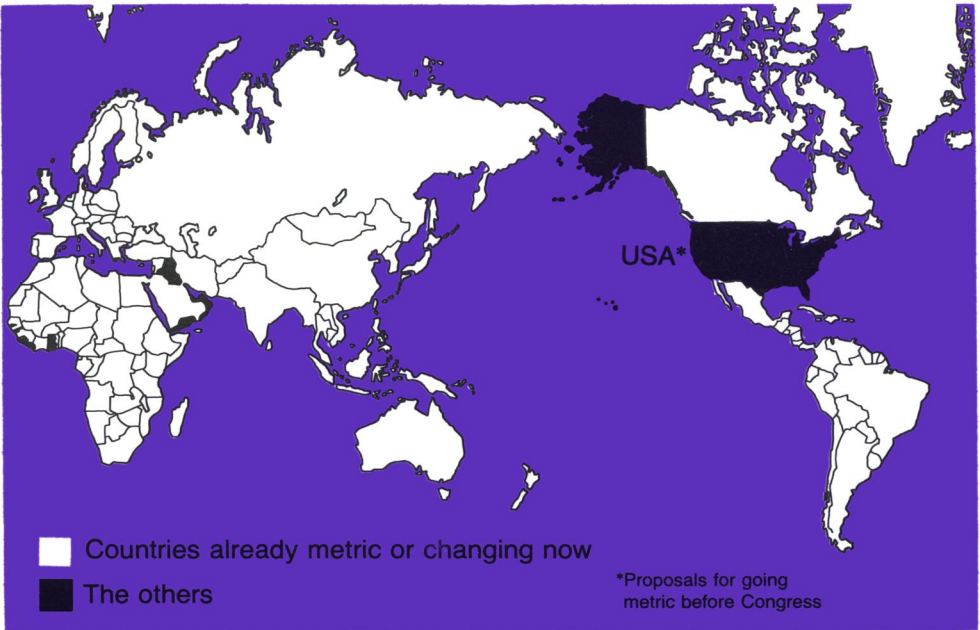 USA*
Countries already metric or changing now
The others
*Proposals for going
metric before Congress